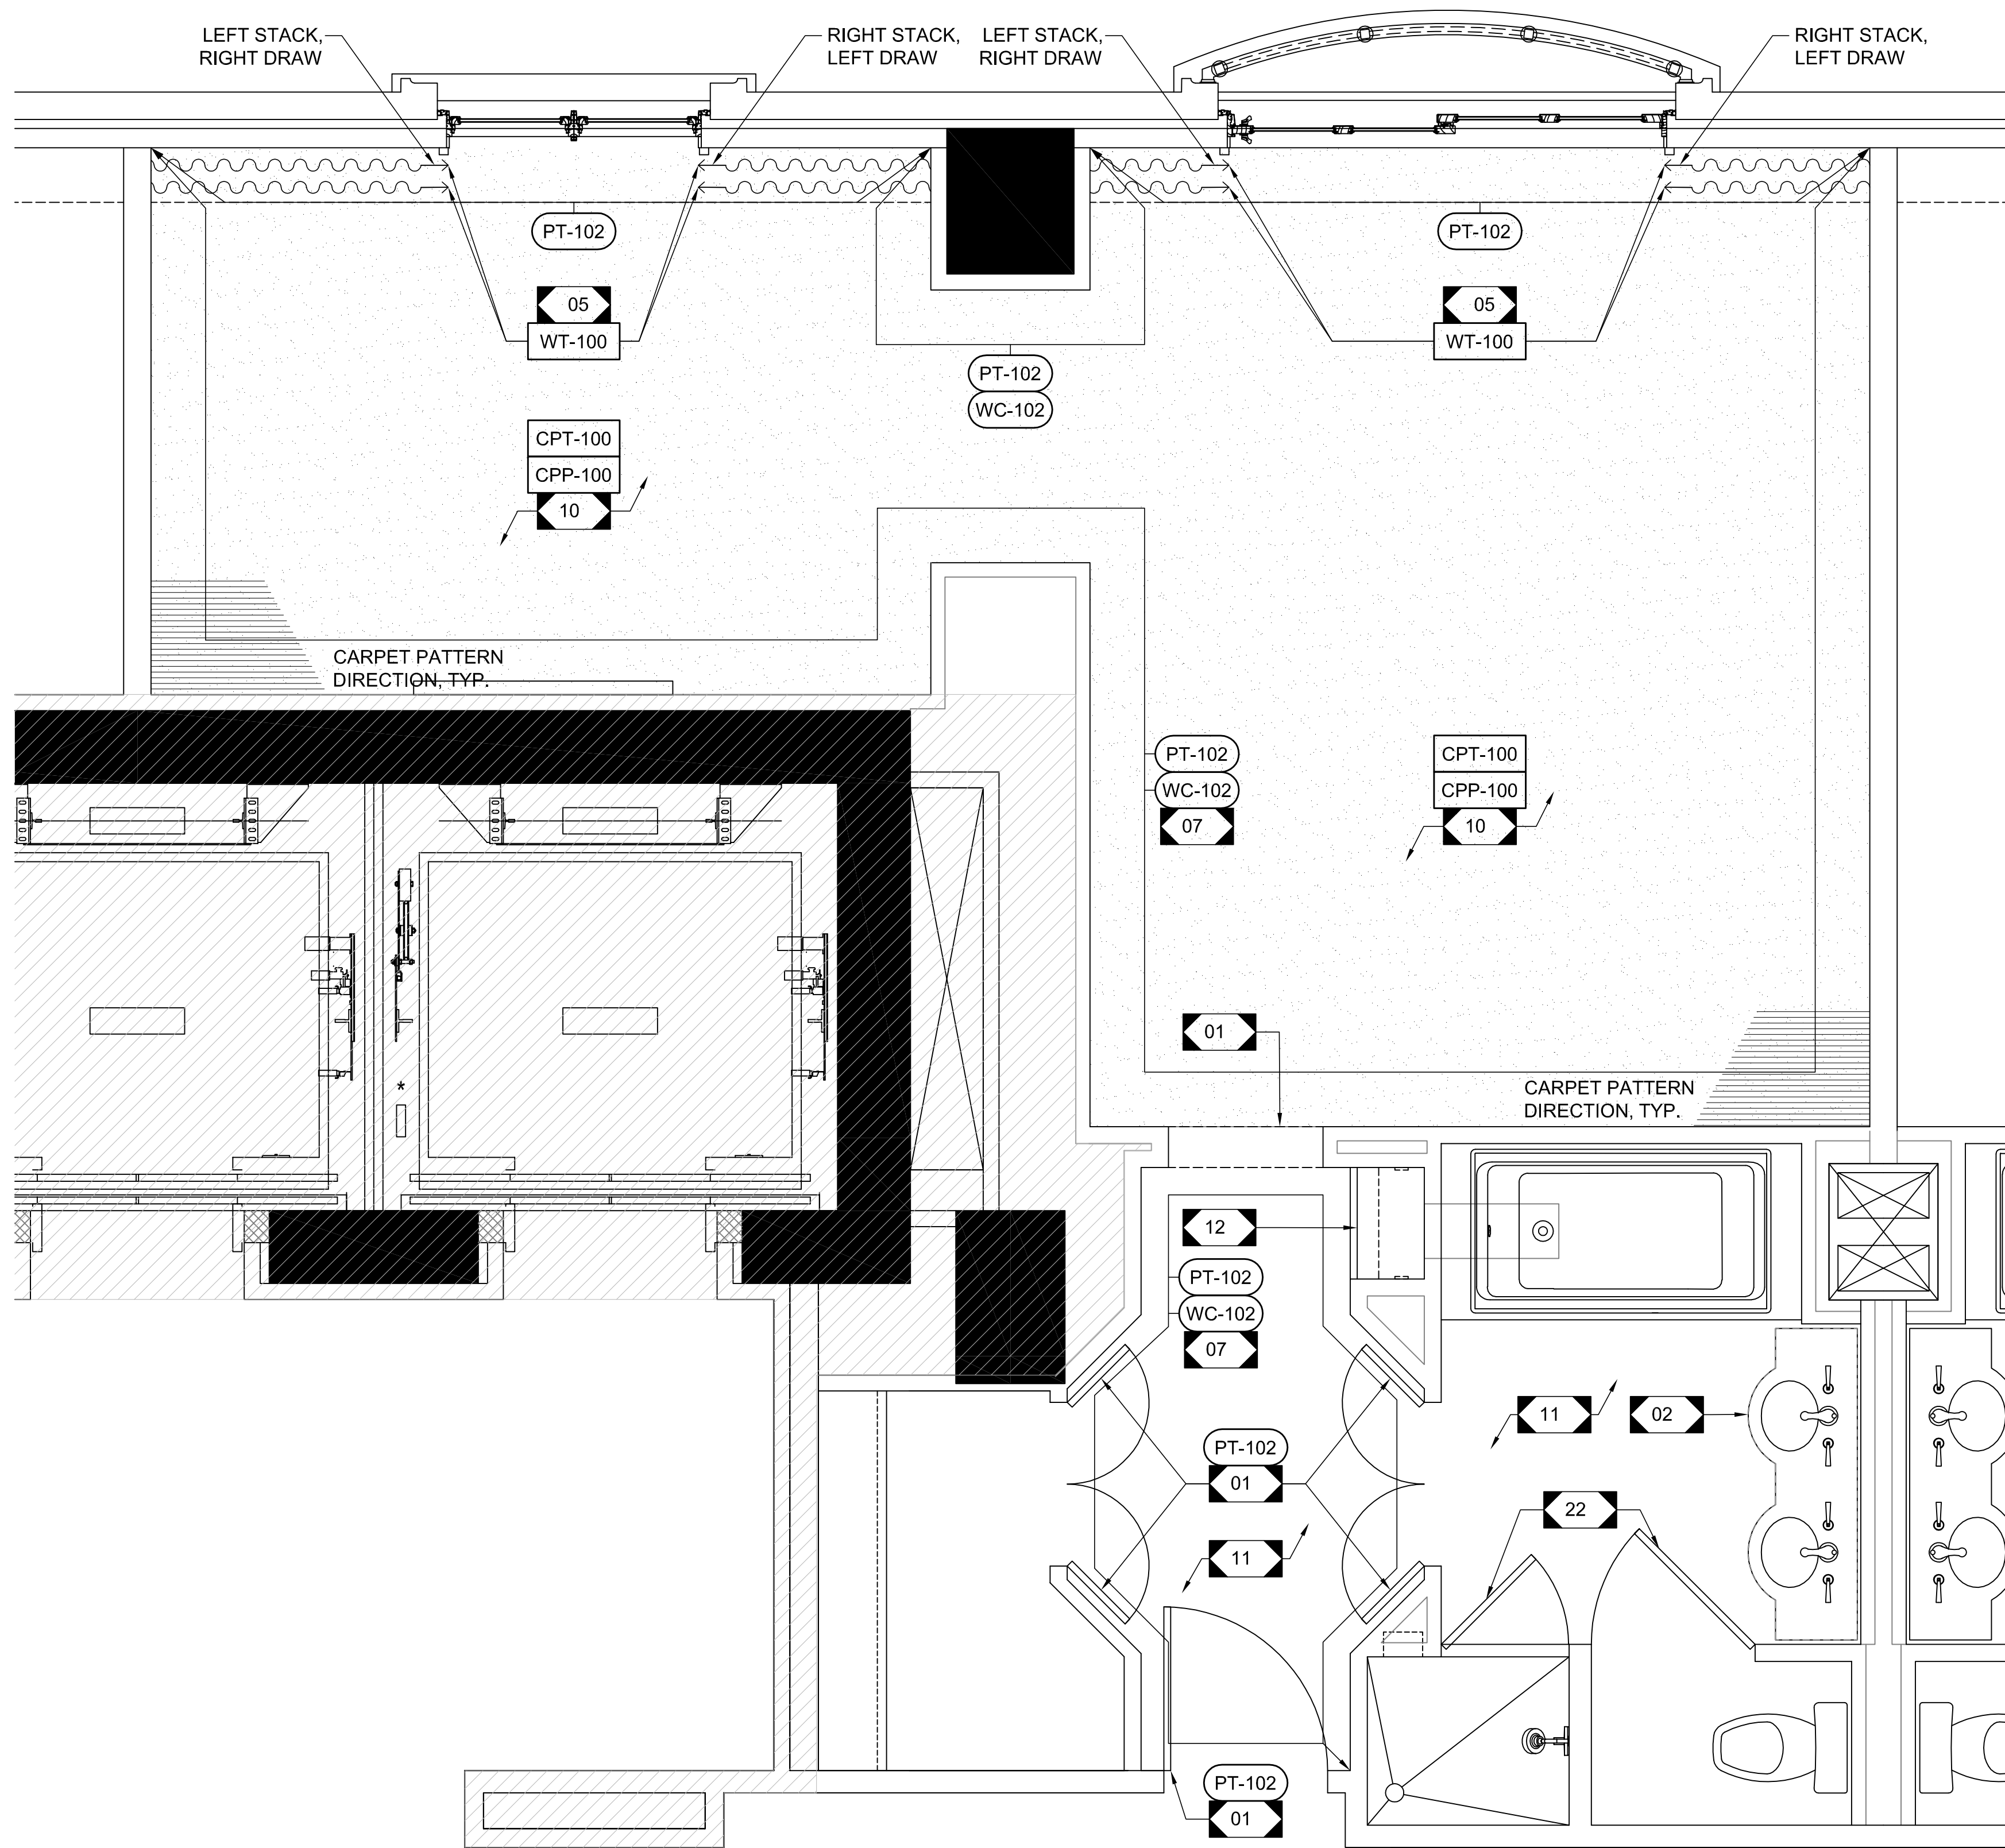 LEFT STACK,
RIGHT DRAW
RIGHT STACK,
LEFT DRAW
LEFT STACK,
RIGHT DRAW
RIGHT STACK,
LEFT DRAW
PT-102
PT-102
05
WT-100
05
WT-100
PT-102
WC-102
CPT-100
CPP-100
10
CARPET PATTERN
DIRECTION, TYP.
PT-102
WC-102
07
CPT-100
CPP-100
10
01
*
CARPET PATTERN
DIRECTION, TYP.
12
PT-102
WC-102
07
11
02
PT-102
01
22
11
PT-102
01